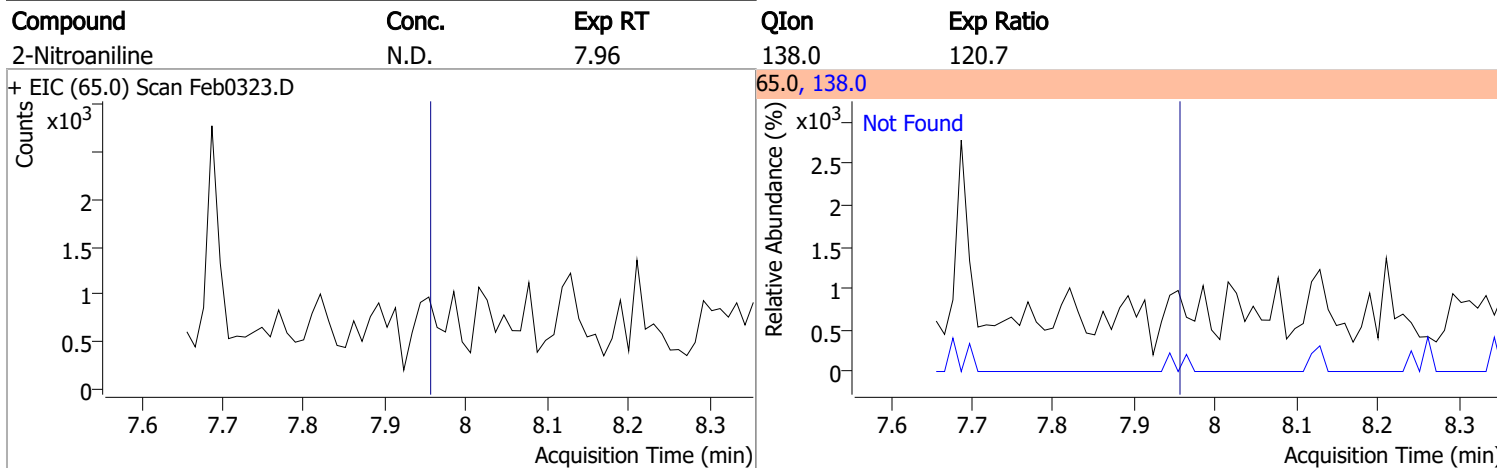 Compound Conc. Exp RT QIon Exp Ratio
2-Nitroaniline N.D. 7.96 138.0 120.7
+ EIC (65.0) Scan Feb0323.D
Counts
x10³
2
1.5
1
0.5
0
7.6 7.7 7.8 7.9 8 8.1 8.2 8.3
Acquisition Time (min)
65.0, 138.0
Relative Abundance (%)
x10³
Not Found
2.5
2
1.5
1
0.5
0
7.6 7.7 7.8 7.9 8 8.1 8.2 8.3
Acquisition Time (min)